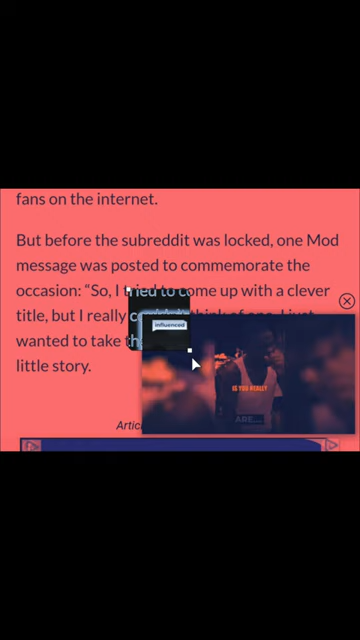 fans on the internet.
But before the subreddit was locked, one Mod
message was posted to commemorate the
occasion: “So, I tried to come up with a clever
title, but I really
influenced
wanted to take
IS YOU REALLY
little story.
ARE...
Artic